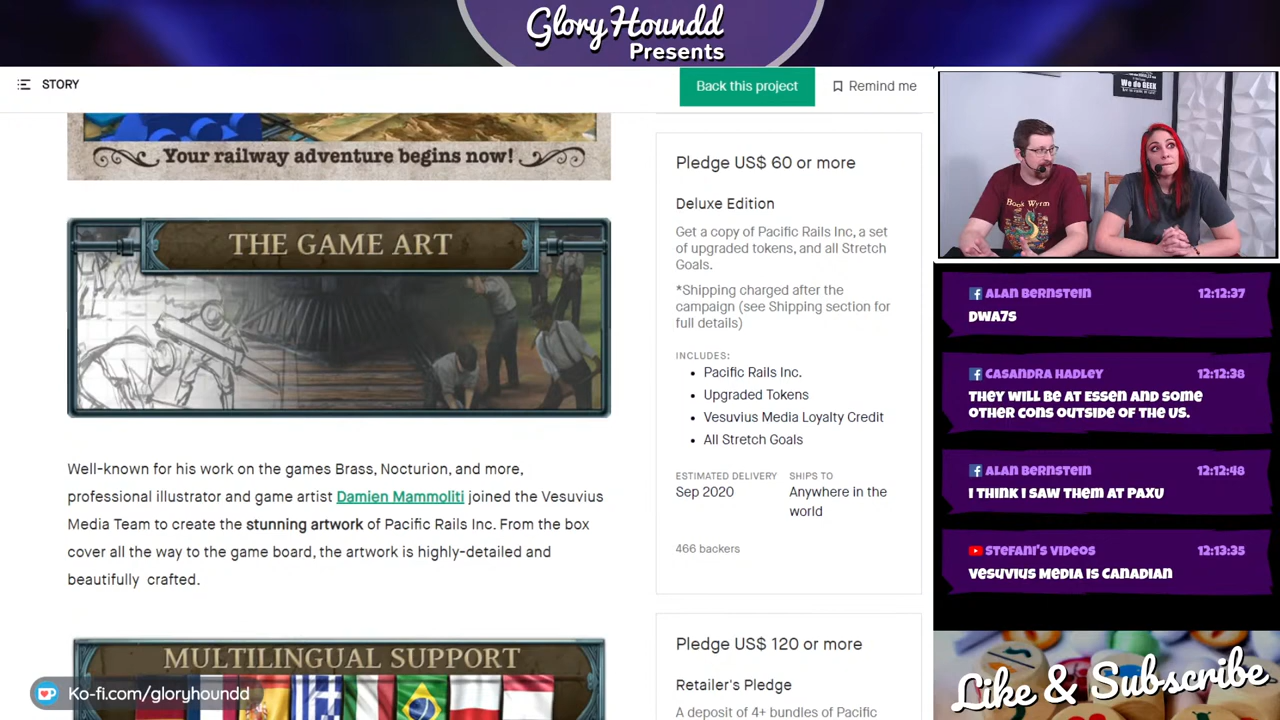 GloryHoundd
Presents
STORY
Back this project
Remind me
Your railway adventure begins now!
THE GAME ART
Well-known for his work on the games Brass, Nocturion, and more,
professional illustrator and game artist Damien Mammoliti joined the Vesuvius
Media Team to create the stunning artwork of Pacific Rails Inc. From the box
cover all the way to the game board, the artwork is highly-detailed and
beautifully crafted.
MULTILINGUAL SUPPORT
Ko-fi.com/gloryhoundd
Pledge US$ 60 or more
Deluxe Edition
Get a copy of Pacific Rails Inc, a set
of upgraded tokens, and all Stretch
Goals.
*Shipping charged after the
campaign (see Shipping section for
full details)
INCLUDES:
Pacific Rails Inc.
Upgraded Tokens
Vesuvius Media Loyalty Credit
All Stretch Goals
ESTIMATED DELIVERY
Sep 2020
SHIPS TO
Anywhere in the
world
466 backers
Pledge US$ 120 or more
Retailer's Pledge
A deposit of 4+ bundles of Pacific
We do GEEK
Book Wyrm
ALAN BERNSTEIN 12:12:37
DWA7S
CASANDRA HADLEY 12:12:38
THEY WILL BE AT ESSEN AND SOME
OTHER CONS OUTSIDE OF THE US.
ALAN BERNSTEIN 12:12:48
I THINK I SAW THEM AT PAXU
STEFANI'S VIDEOS 12:13:35
VESUVIUS MEDIA IS CANADIAN
Like & Subscribe